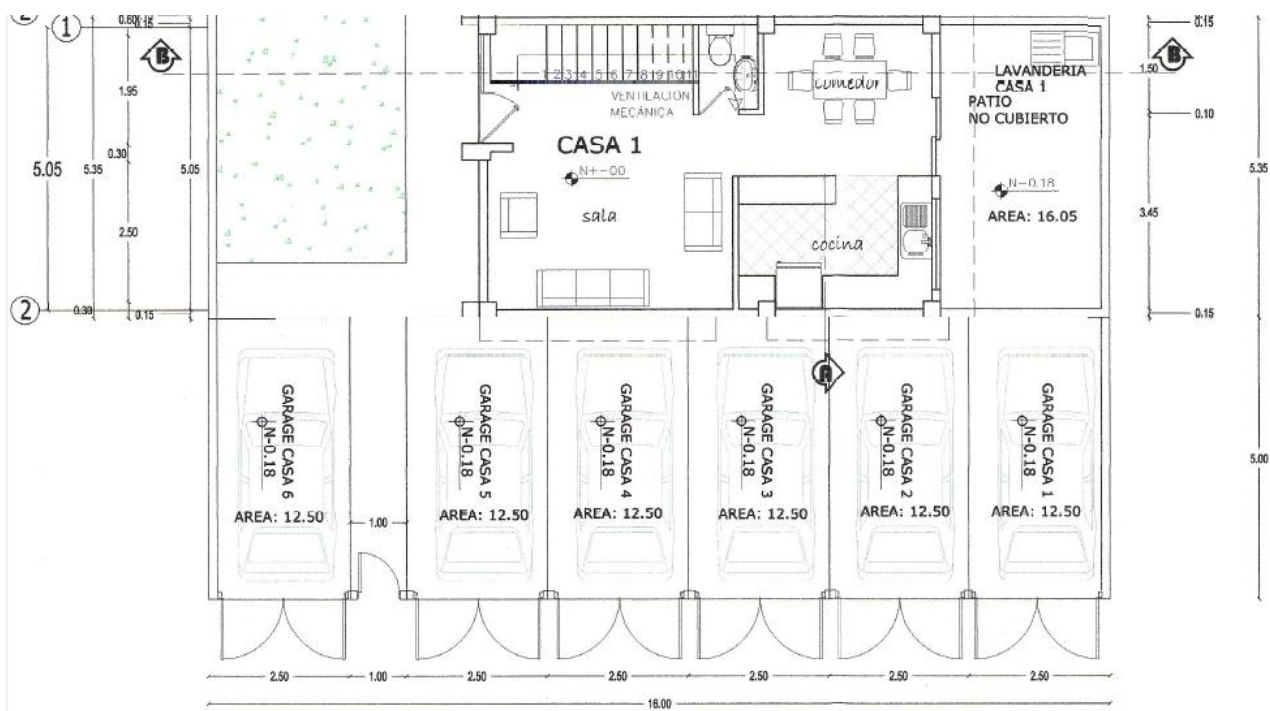 1
0.60
0.15
0.15
B
B
1.95
1.50
1 2 3 4 5 6 7 8 9 10 11
VENTILACIÓN
MECÁNICA
comedor
LAVANDERIA
CASA 1
PATIO
NO CUBIERTO
0.10
CASA 1
5.05
5.35
0.30
5.05
5.35
N+-00
N-0.18
sala
AREA: 16.05
3.45
2.50
cocina
2
0.30
0.15
0.15
A
GARAGE CASA 6
N-0.18
AREA: 12.50
GARAGE CASA 5
N-0.18
AREA: 12.50
GARAGE CASA 4
N-0.18
AREA: 12.50
GARAGE CASA 3
N-0.18
AREA: 12.50
GARAGE CASA 2
N-0.18
AREA: 12.50
GARAGE CASA 1
N-0.18
AREA: 12.50
5.00
1.00
2.50
1.00
2.50
2.50
2.50
2.50
2.50
16.00